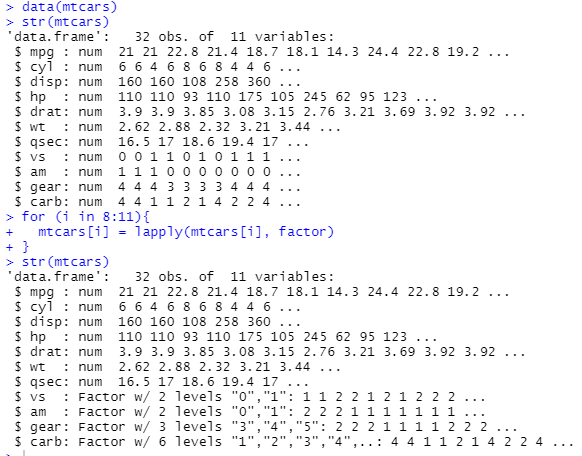 > data(mtcars)
> str(mtcars)
'data.frame':   32 obs. of  11 variables:
 $ mpg : num  21 21 22.8 21.4 18.7 18.1 14.3 24.4 22.8 19.2 ...
 $ cyl : num  6 6 4 6 8 6 8 4 4 6 ...
 $ disp: num  160 160 108 258 360 ...
 $ hp  : num  110 110 93 110 175 105 245 62 95 123 ...
 $ drat: num  3.9 3.9 3.85 3.08 3.15 2.76 3.21 3.69 3.92 3.92 ...
 $ wt  : num  2.62 2.88 2.32 3.21 3.44 ...
 $ qsec: num  16.5 17 18.6 19.4 17 ...
 $ vs  : num  0 0 1 1 0 1 0 1 1 1 ...
 $ am  : num  1 1 1 0 0 0 0 0 0 0 ...
 $ gear: num  4 4 4 3 3 3 3 4 4 4 ...
 $ carb: num  4 4 1 1 2 1 4 2 2 4 ...
> for (i in 8:11){
+   mtcars[i] = lapply(mtcars[i], factor)
+ }
> str(mtcars)
'data.frame':   32 obs. of  11 variables:
 $ mpg : num  21 21 22.8 21.4 18.7 18.1 14.3 24.4 22.8 19.2 ...
 $ cyl : num  6 6 4 6 8 6 8 4 4 6 ...
 $ disp: num  160 160 108 258 360 ...
 $ hp  : num  110 110 93 110 175 105 245 62 95 123 ...
 $ drat: num  3.9 3.9 3.85 3.08 3.15 2.76 3.21 3.69 3.92 3.92 ...
 $ wt  : num  2.62 2.88 2.32 3.21 3.44 ...
 $ qsec: num  16.5 17 18.6 19.4 17 ...
 $ vs  : Factor w/ 2 levels "0","1": 1 1 2 2 1 2 1 2 2 2 ...
 $ am  : Factor w/ 2 levels "0","1": 2 2 2 1 1 1 1 1 1 1 ...
 $ gear: Factor w/ 3 levels "3","4","5": 2 2 2 1 1 1 1 2 2 2 ...
 $ carb: Factor w/ 6 levels "1","2","3","4",..: 4 4 1 1 2 1 4 2 2 4 ...
>